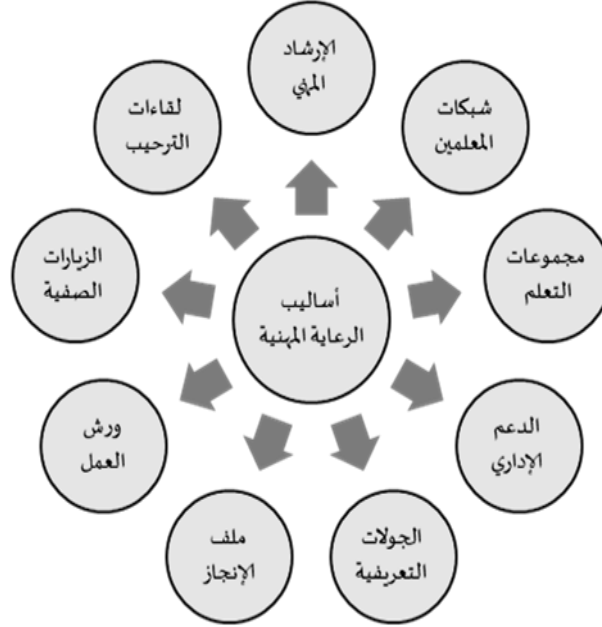 أساليب
الرعاية المهنية
الإرشاد
المهني
شبكات
المعلمين
مجموعات
التعلم
الدعم
الإداري
الجولات
التعريفية
ملف
الإنجاز
ورش
العمل
الزيارات
الصفية
لقاءات
الترحيب